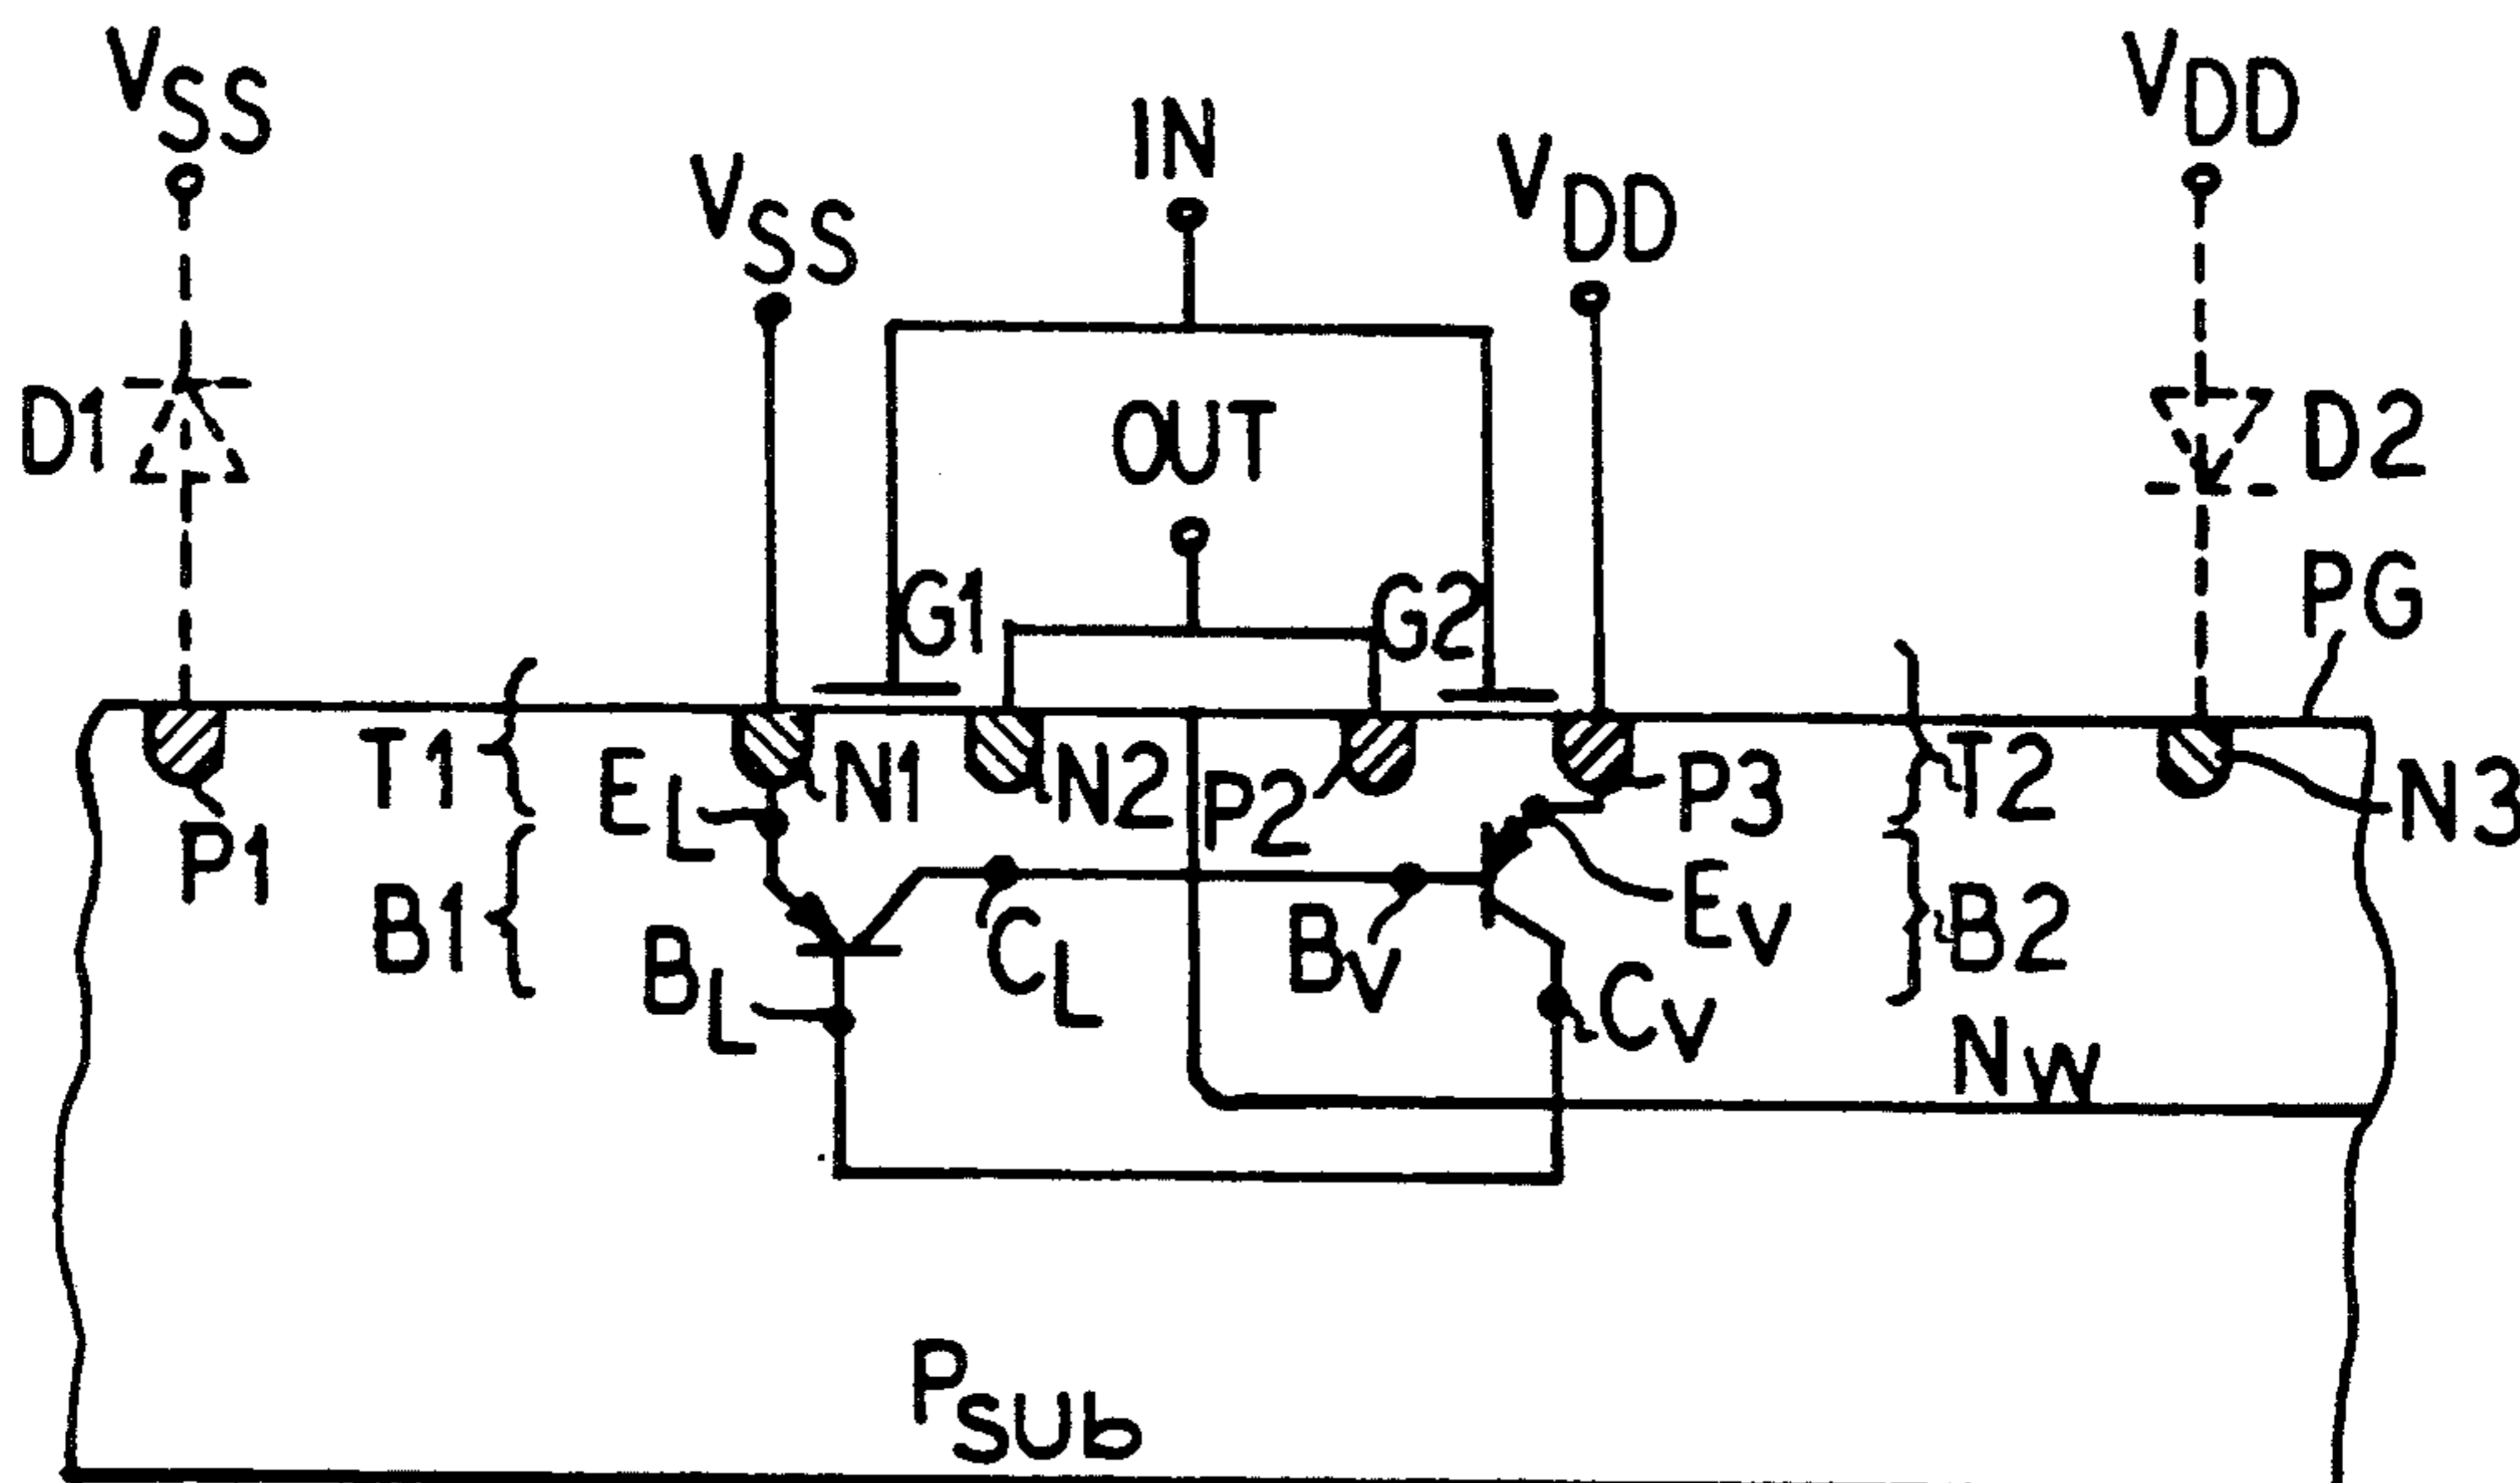 VSS
VDD
IN
VSS
VDD
D1
OUT
D2
PG
G1
G2
T1
EL
N1
N2
P2
P3
T2
N3
P1
B1
BL
CL
BV
EV
CV
B2
NW
PSUb